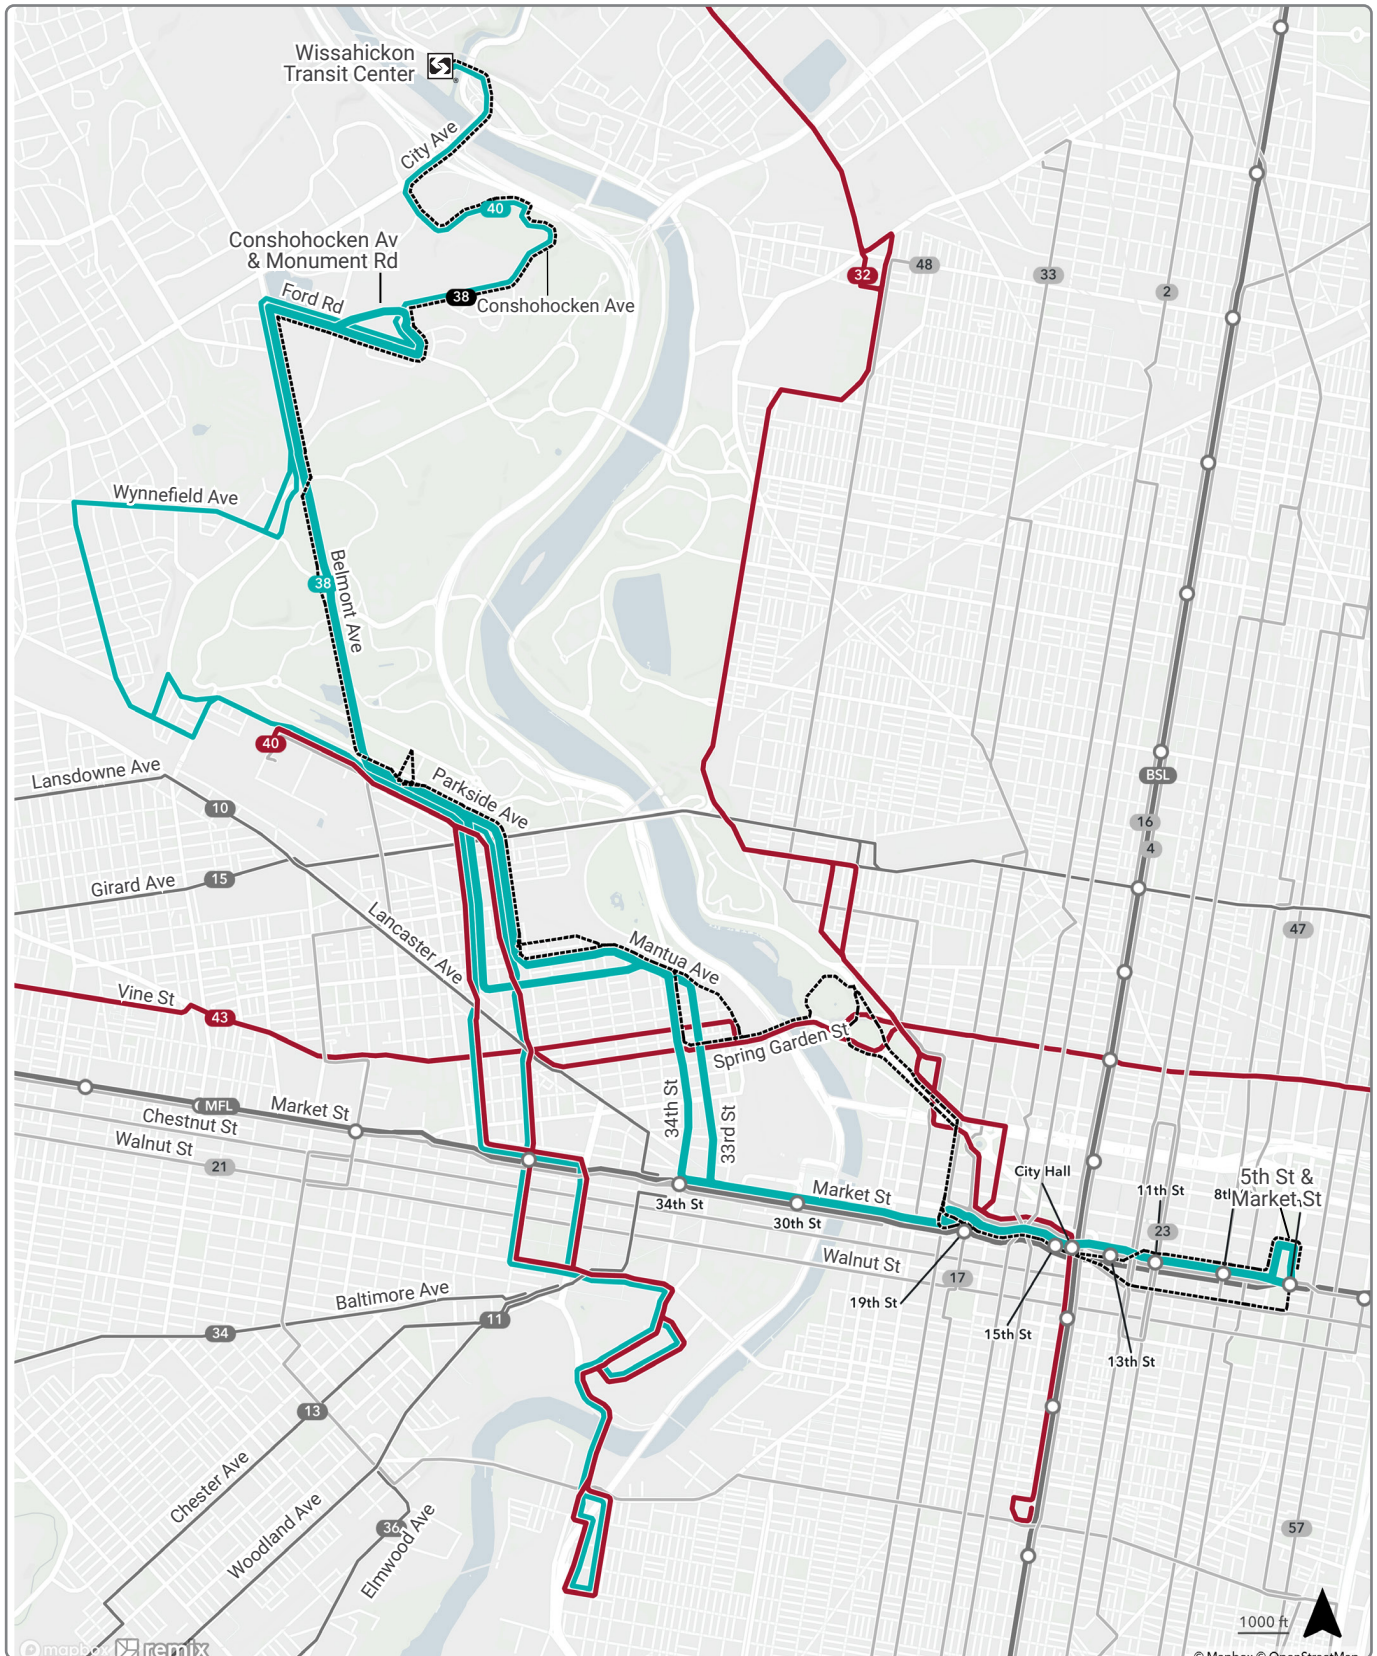 Wissahickon
Transit Center
City Ave
40
Conshohocken Av
& Monument Rd
Ford Rd
38
Conshohocken Ave
32
48
33
2
Wynnefield Ave
38
Belmont Ave
40
Lansdowne Ave
Parkside Ave
BSL
10
16
4
Girard Ave
15
Lancaster Ave
47
Mantua Ave
Vine St
43
Spring Garden St
MFL
Market St
Chestnut St
Walnut St
21
34th St
33rd St
City Hall
5th St &
Market St
11th St
34th St
30th St
Market St
23
Walnut St
17
19th St
15th St
13th St
Baltimore Ave
34
11
13
Chester Ave
Woodland Ave
36
Elmwood Ave
57
1000 ft
mapbox
remix
© Mapbox © OpenStreetMap